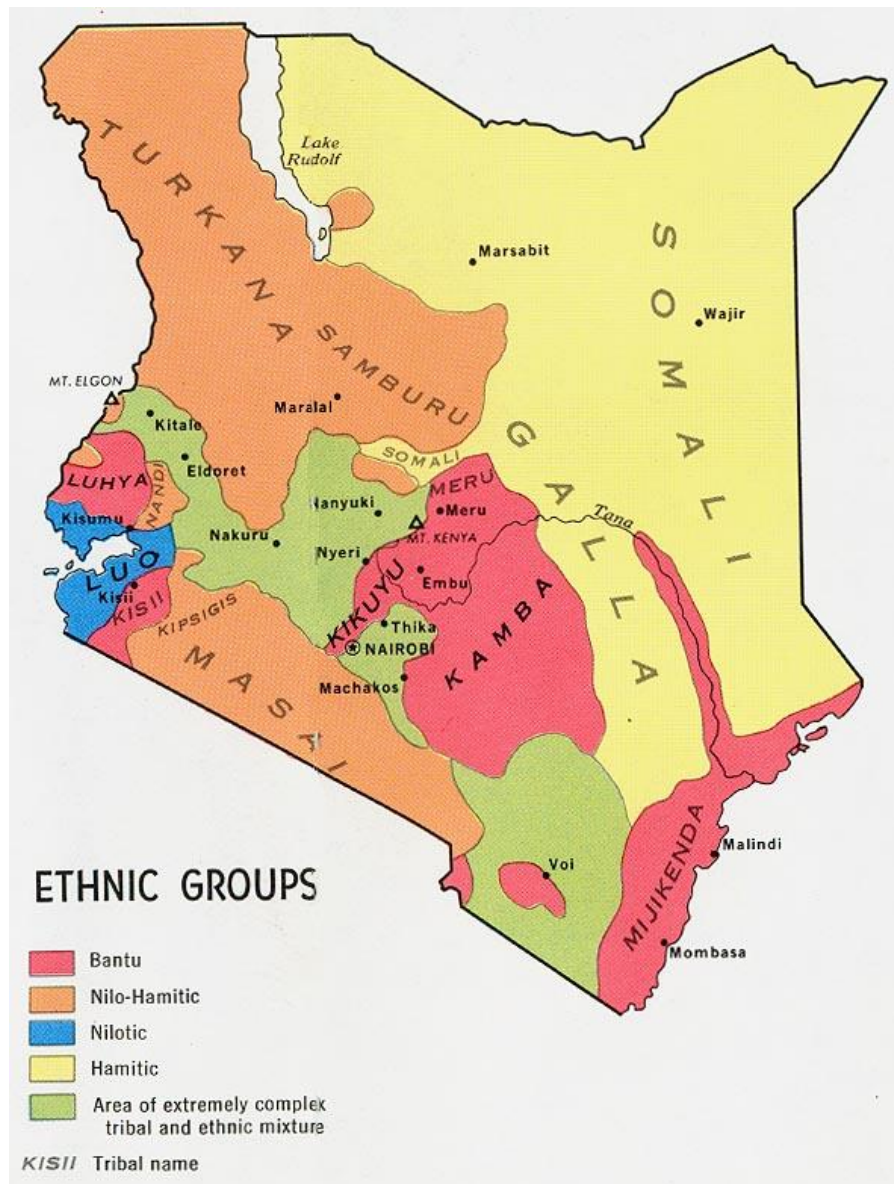 TURKANA
Lake
Rudolf
Marsabit
SOMALI
Wajir
SAMBURU
MT. ELGON
Maralal
Kitale
GALLA
SOMALI
Eldoret
LUHYA
NANDI
MERU
Nanyuki
Meru
Tana
Kisumu
MT. KENYA
Nakuru
Nyeri
LUO
Embu
Kisii
KISII
KIKUYU
KAMBA
KIPSIGIS
Thika
NAIROBI
MASAI
Machakos
Voi
Malindi
MIJIKENDA
Mombasa
ETHNIC GROUPS
Bantu
Nilo-Hamitic
Nilotic
Hamitic
Area of extremely complex
tribal and ethnic mixture
KISII Tribal name